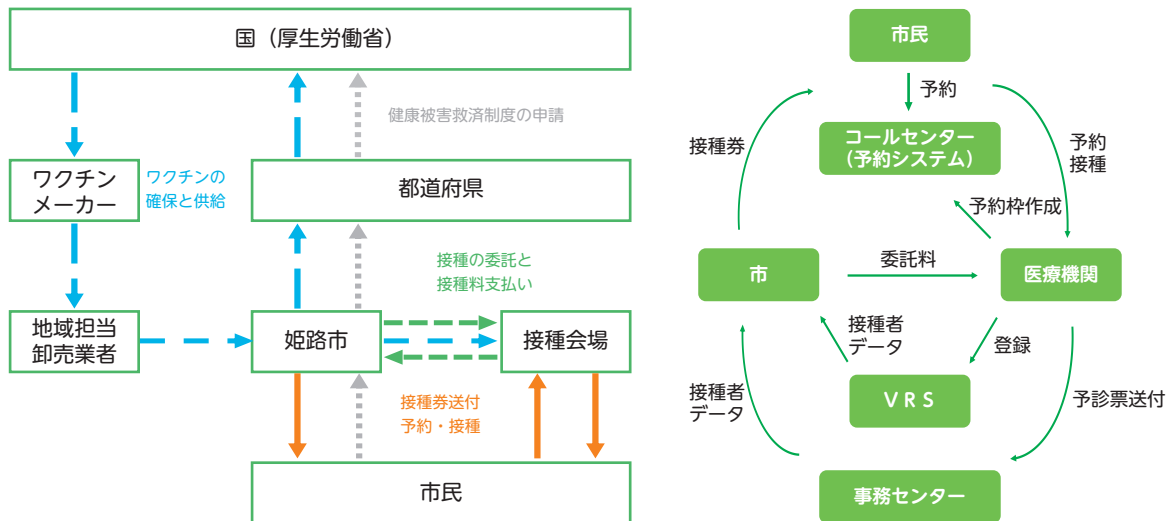 国（厚生労働省）
健康被害救済制度の申請
ワクチン
メーカー
ワクチンの
確保と供給
都道府県
接種の委託と
接種料支払い
地域担当
卸売業者
姫路市
接種会場
接種券送付
予約・接種
市民
市民
予約
コールセンター
（予約システム）
接種券
予約
接種
予約枠作成
市
委託料
医療機関
接種者
データ
登録
VRS
接種者
データ
予診票送付
事務センター